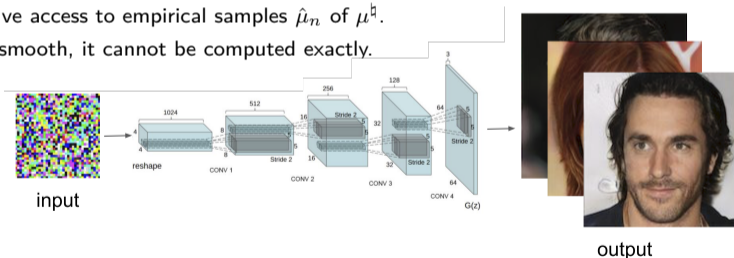 ve access to empirical samples μ̂ₙ of μ♮.
smooth, it cannot be computed exactly.
input
1024
4
4
reshape
512
8
8
5
5
Stride 2
CONV 1
256
16
16
Stride 2
5
5
CONV 2
128
32
32
5
5
Stride 2
CONV 3
3
64
64
5
5
Stride 2
CONV 4
G(z)
output